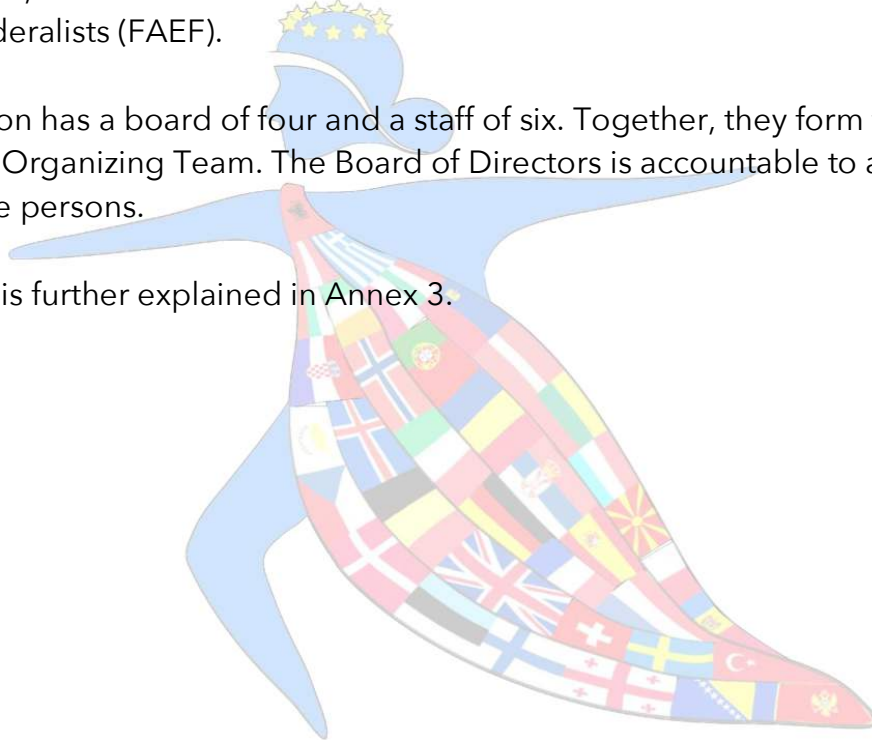 deralists (FAEF).
on has a board of four and a staff of six. Together, they form
Organizing Team. The Board of Directors is accountable to a
e persons.
is further explained in Annex 3.